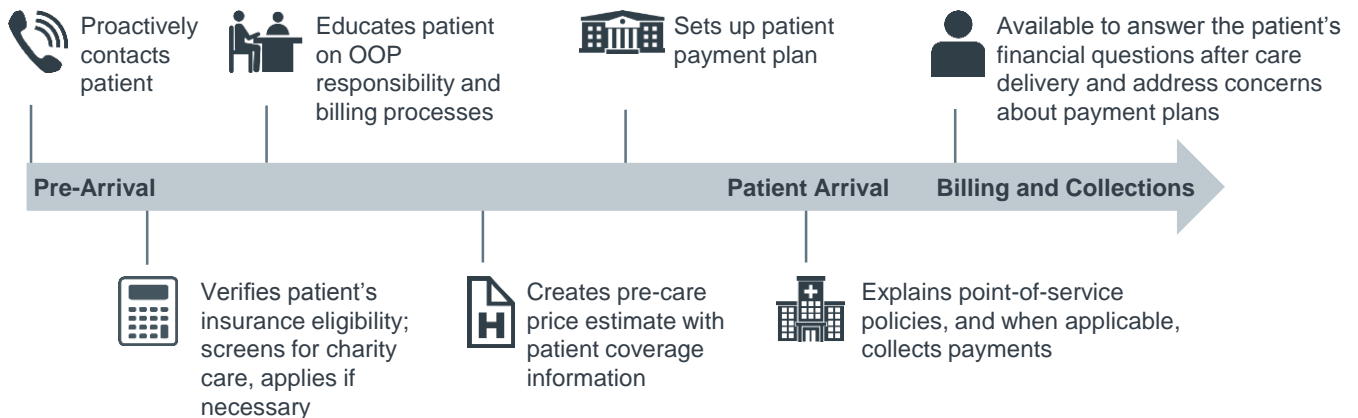 Proactively
contacts
patient
Educates patient
on OOP
responsibility and
billing processes
Sets up patient
payment plan
Available to answer the patient’s
financial questions after care
delivery and address concerns
about payment plans
Pre-Arrival
Patient Arrival
Billing and Collections
Verifies patient’s
insurance eligibility;
screens for charity
care, applies if
necessary
H
Creates pre-care
price estimate with
patient coverage
information
Explains point-of-service
policies, and when applicable,
collects payments